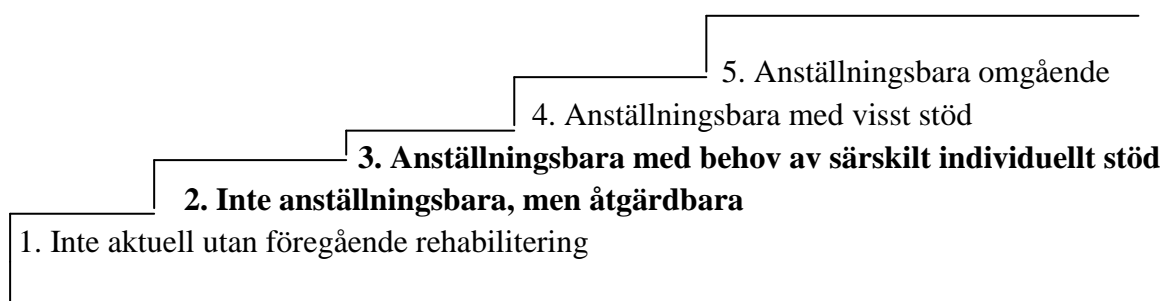 5. Anställningsbara omgående
4. Anställningsbara med visst stöd
3. Anställningsbara med behov av särskilt individuellt stöd
2. Inte anställningsbara, men åtgärdbara
1. Inte aktuell utan föregående rehabilitering